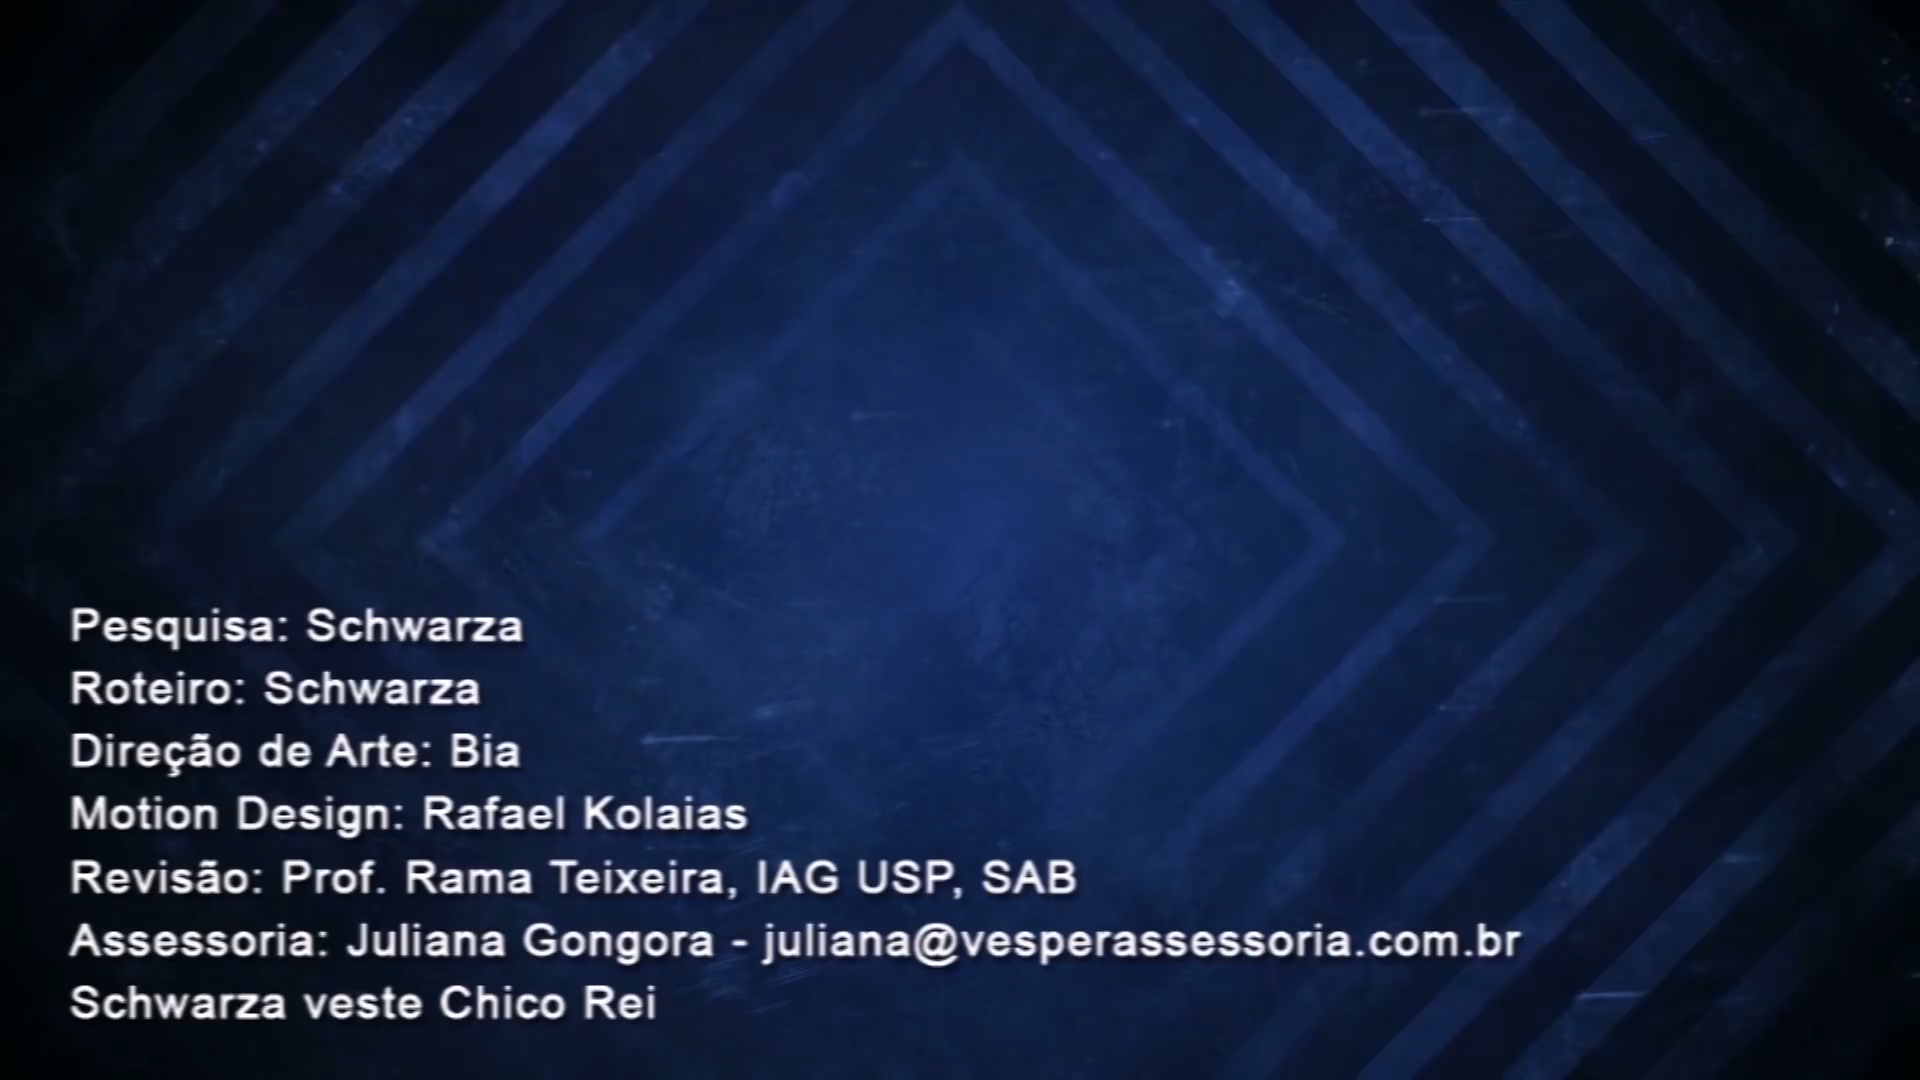 Pesquisa: Schwarza
Roteiro: Schwarza
Direção de Arte: Bia
Motion Design: Rafael Kolaias
Revisão: Prof. Rama Teixeira, IAG USP, SAB
Assessoria: Juliana Gongora - juliana@vesperassessoria.com.br
Schwarza veste Chico Rei